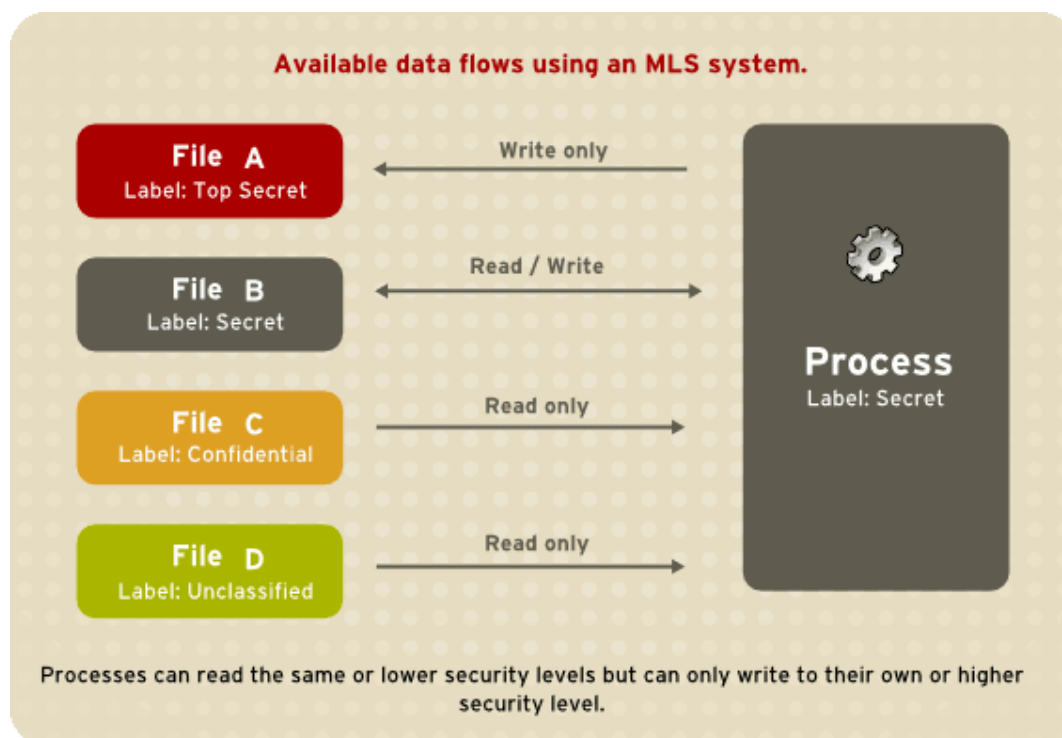 Available data flows using an MLS system.
File A
Label: Top Secret
Write only
File B
Label: Secret
Read / Write
File C
Label: Confidential
Read only
File D
Label: Unclassified
Read only
Process
Label: Secret
Processes can read the same or lower security levels but can only write to their own or higher
security level.